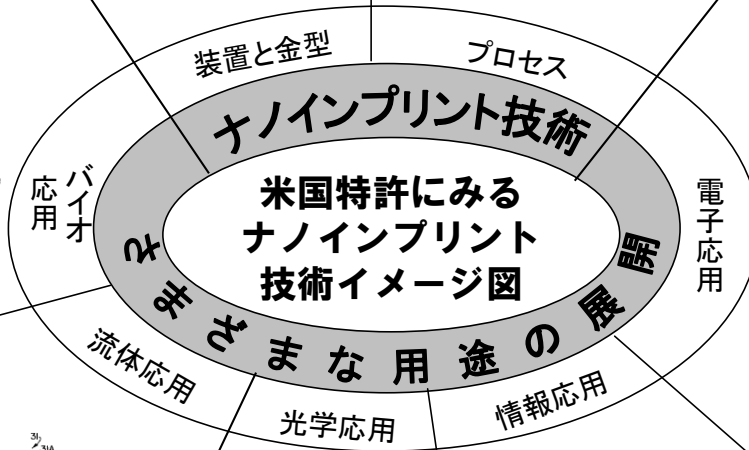 装置と金型
プロセス
ナノインプリント技術
米国特許にみる
ナノインプリント
技術イメージ図
バイオ
応用
電子応用
さまざまな用途の展開
流体応用
光学応用
情報応用
31
31A